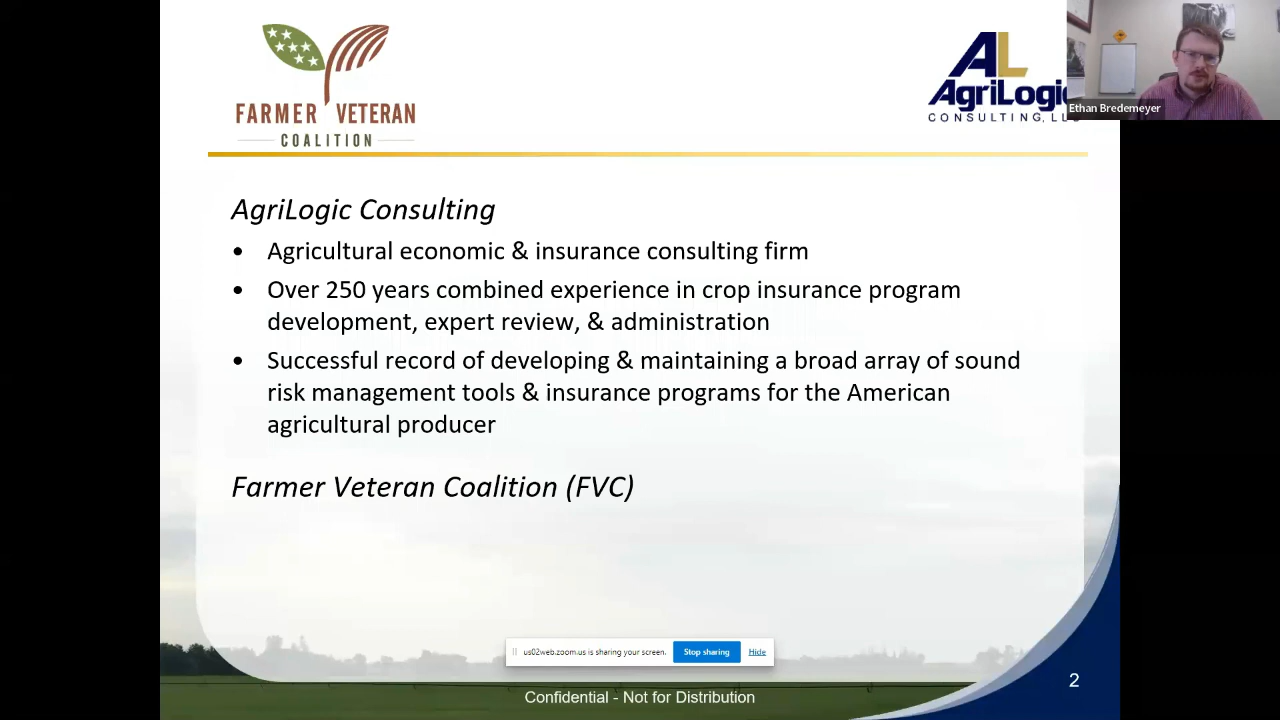 FARMER VETERAN
COALITION
AL
AgriLogic
CONSULTING, LL
Ethan Bredemeyer
AgriLogic Consulting
• Agricultural economic & insurance consulting firm
• Over 250 years combined experience in crop insurance program
development, expert review, & administration
• Successful record of developing & maintaining a broad array of sound
risk management tools & insurance programs for the American
agricultural producer
Farmer Veteran Coalition (FVC)
us02web.zoom.us is sharing your screen. Stop sharing Hide
2
Confidential - Not for Distribution